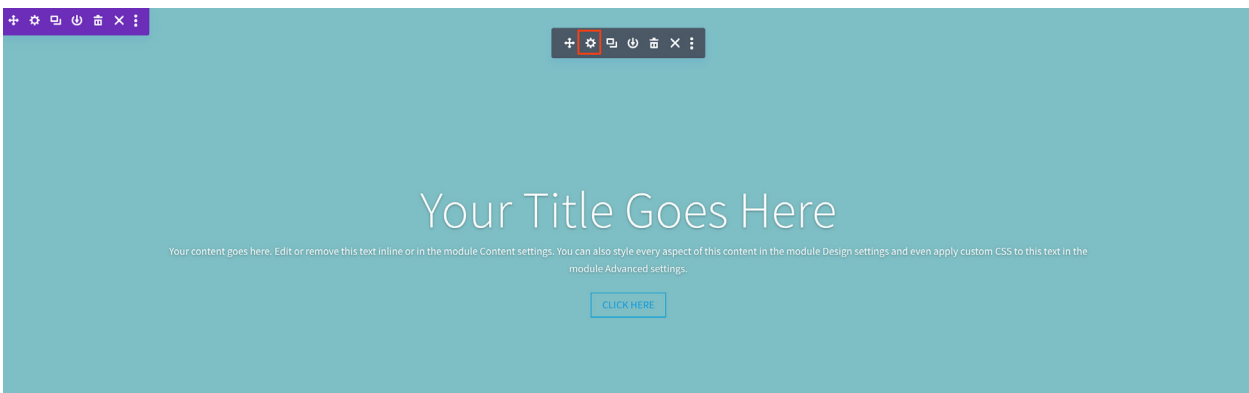 Your Title Goes Here
Your content goes here. Edit or remove this text inline or in the module Content settings. You can also style every aspect of this content in the module Design settings and even apply custom CSS to this text in the
module Advanced settings.
CLICK HERE